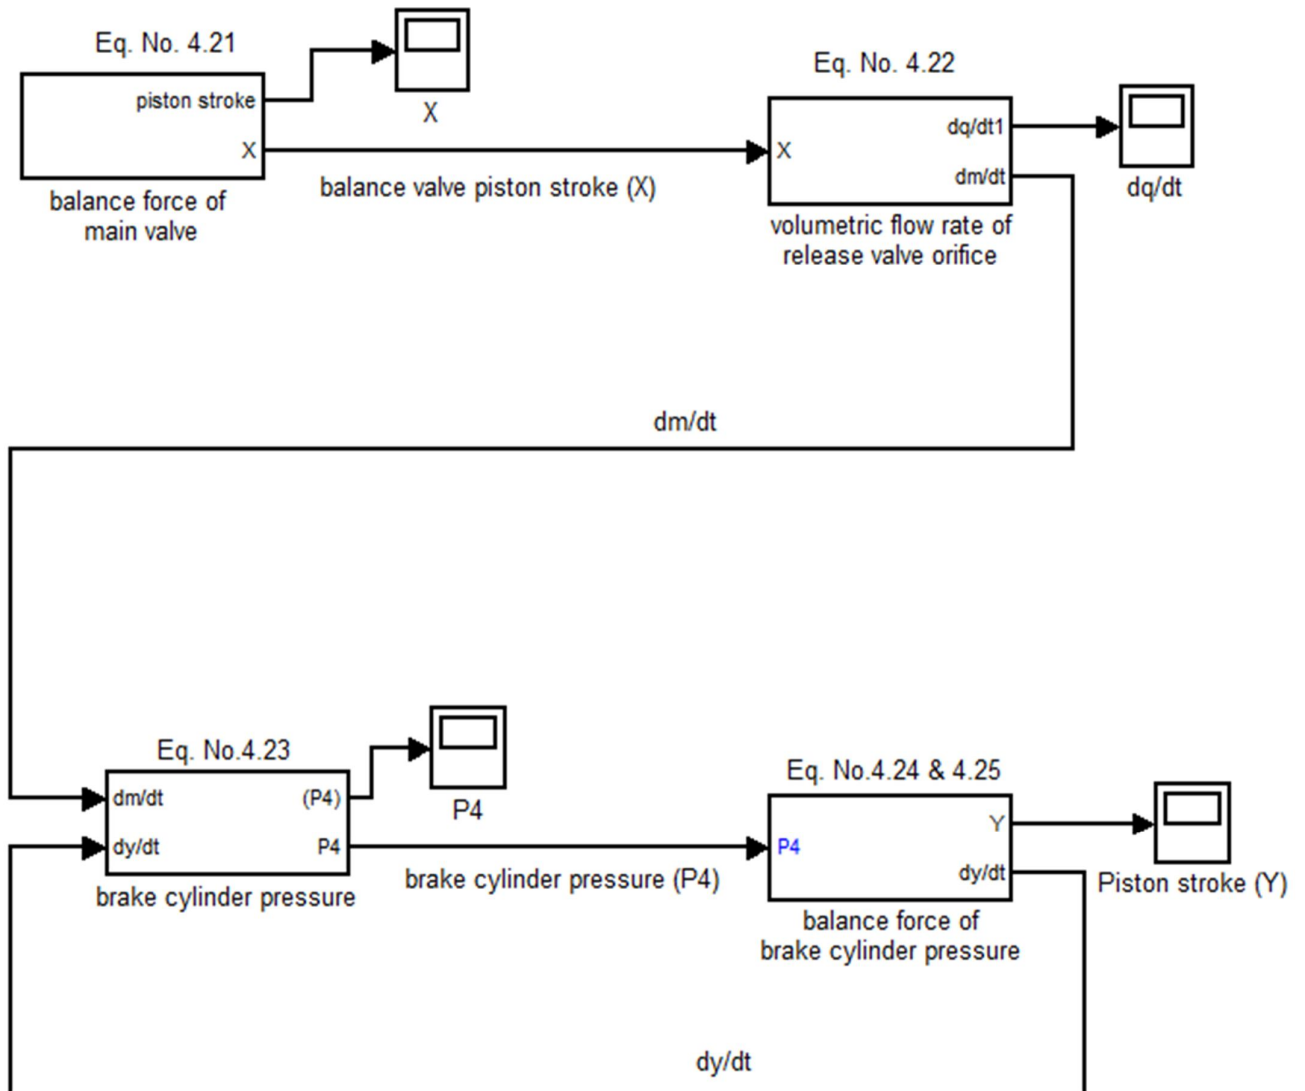 Eq. No. 4.21
piston stroke
X
balance force of
main valve
X
balance valve piston stroke (X)
Eq. No. 4.22
X
dq/dt1
dm/dt
volumetric flow rate of
release valve orifice
dq/dt
dm/dt
Eq. No.4.23
dm/dt
(P4)
dy/dt
P4
brake cylinder pressure
P4
brake cylinder pressure (P4)
Eq. No.4.24 & 4.25
Y
P4
dy/dt
balance force of
brake cylinder pressure
Piston stroke (Y)
dy/dt